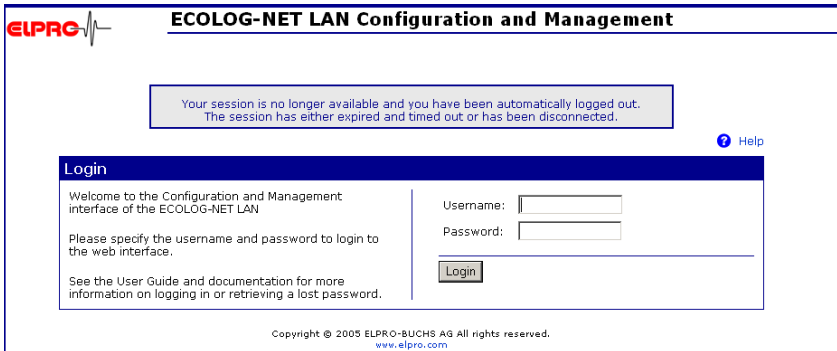 ELPRO
ECOLOG-NET LAN Configuration and Management
Your session is no longer available and you have been automatically logged out.
The session has either expired and timed out or has been disconnected.
? Help
Login
Welcome to the Configuration and Management
interface of the ECOLOG-NET LAN
Please specify the username and password to login to
the web interface.
See the User Guide and documentation for more
information on logging in or retrieving a lost password.
Username:
Password:
Login
Copyright © 2005 ELPRO-BUCHS AG All rights reserved.
www.elpro.com